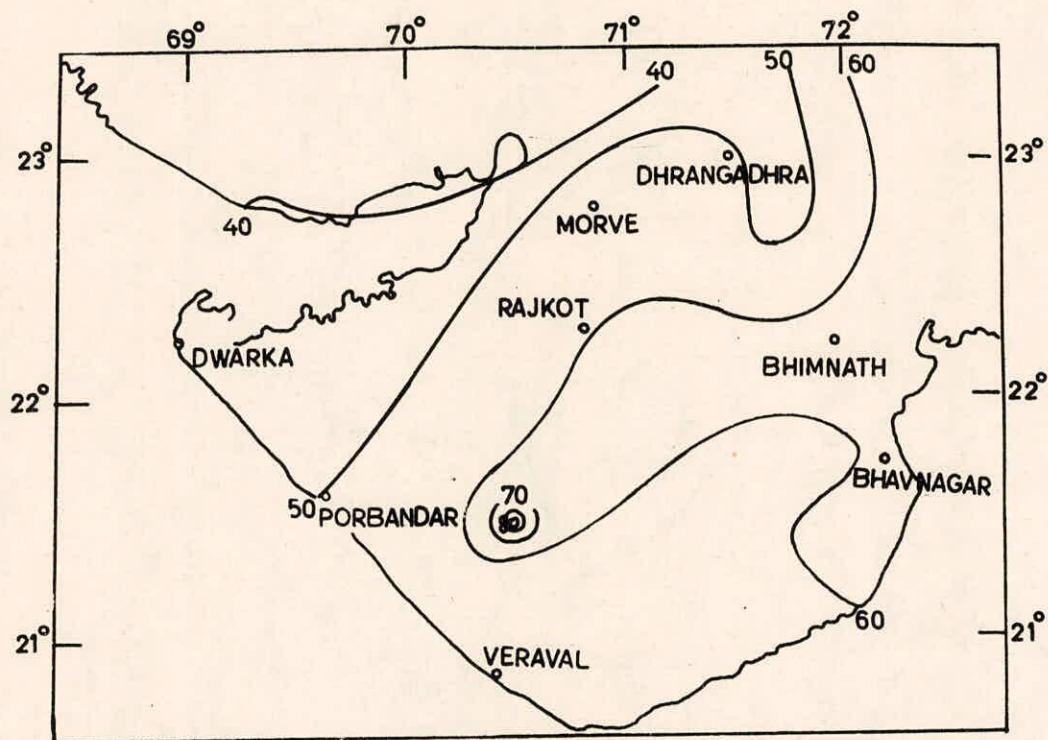 69° 70° 71° 72°
40 50 60
23° 23°
DHRANGADHRA
MORVE
40
RAJKOT
DWARKA
BHIMNATH
22° 22°
BHAVNAGAR
70
50 PORBANDAR
80
60
21° 21°
VERAVAL